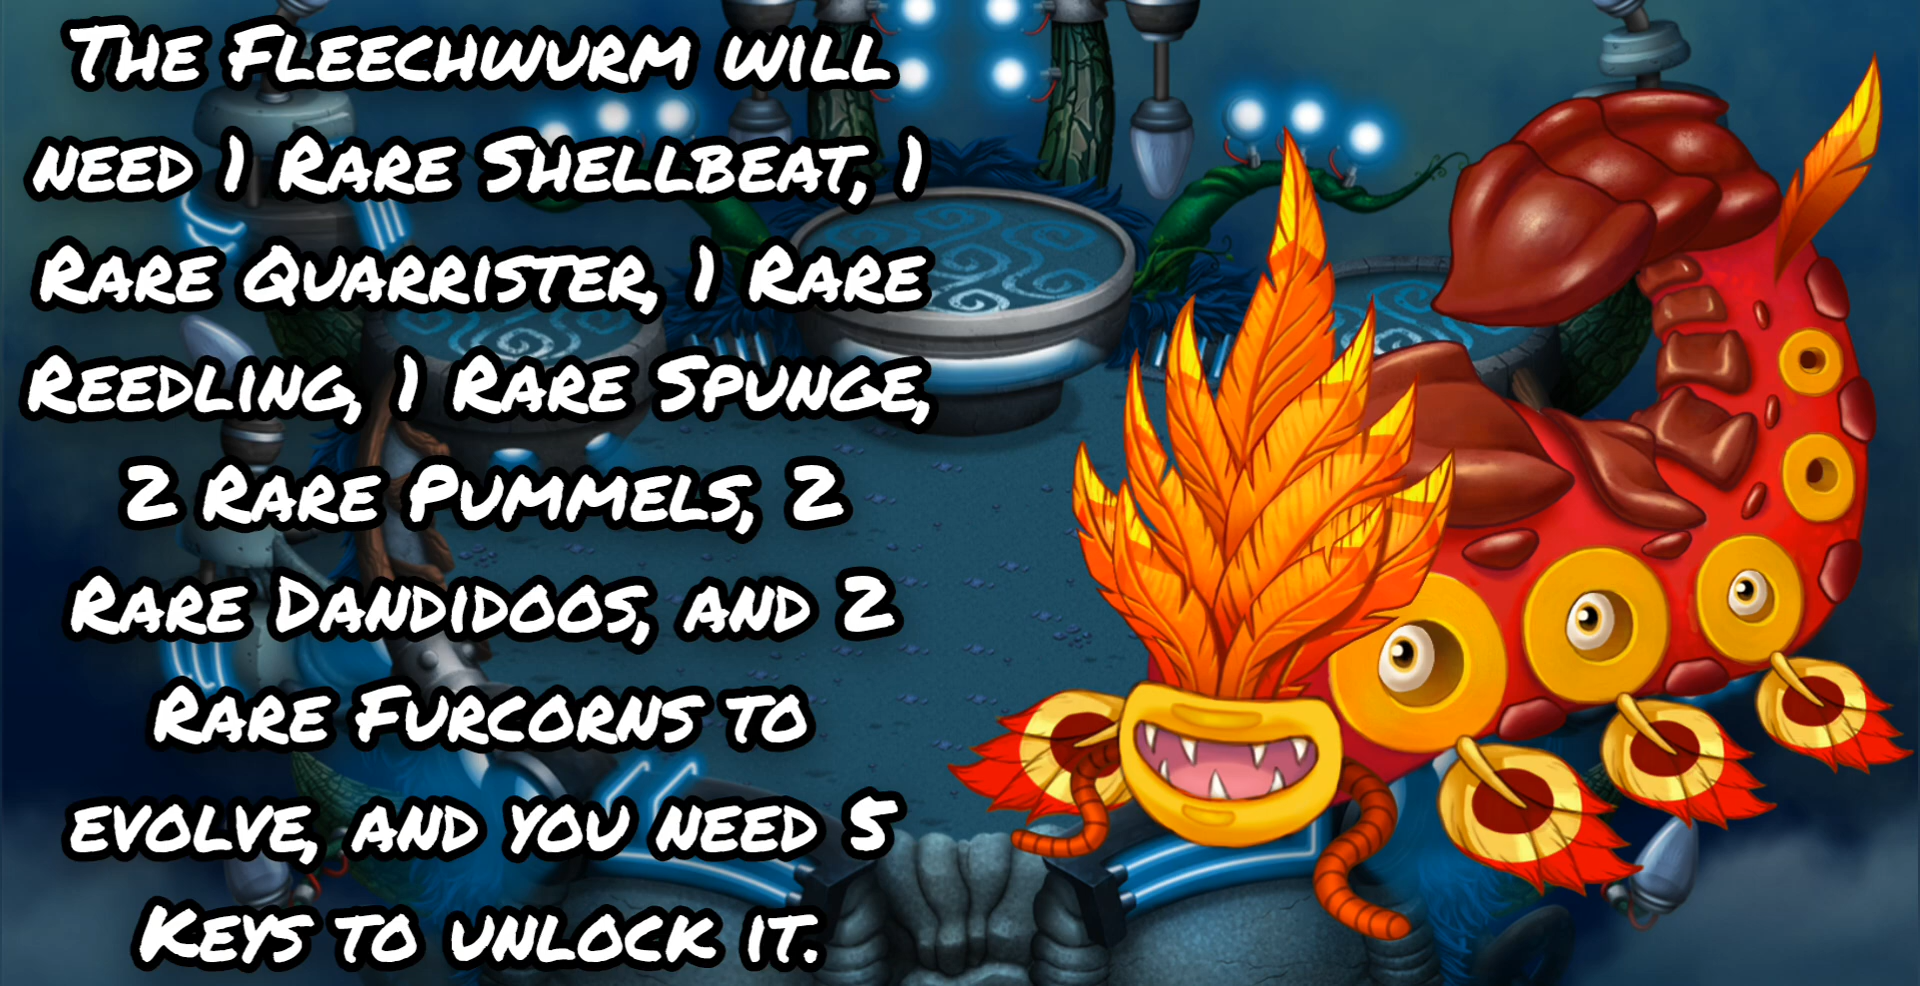 The Fleechwurm will
need 1 Rare Shellbeat, 1
Rare Quarrister, 1 Rare
Reedling, 1 Rare Spunge,
2 Rare Pummels, 2
Rare Dandidoos, and 2
Rare Furcorns to
evolve, and you need 5
Keys to unlock it.